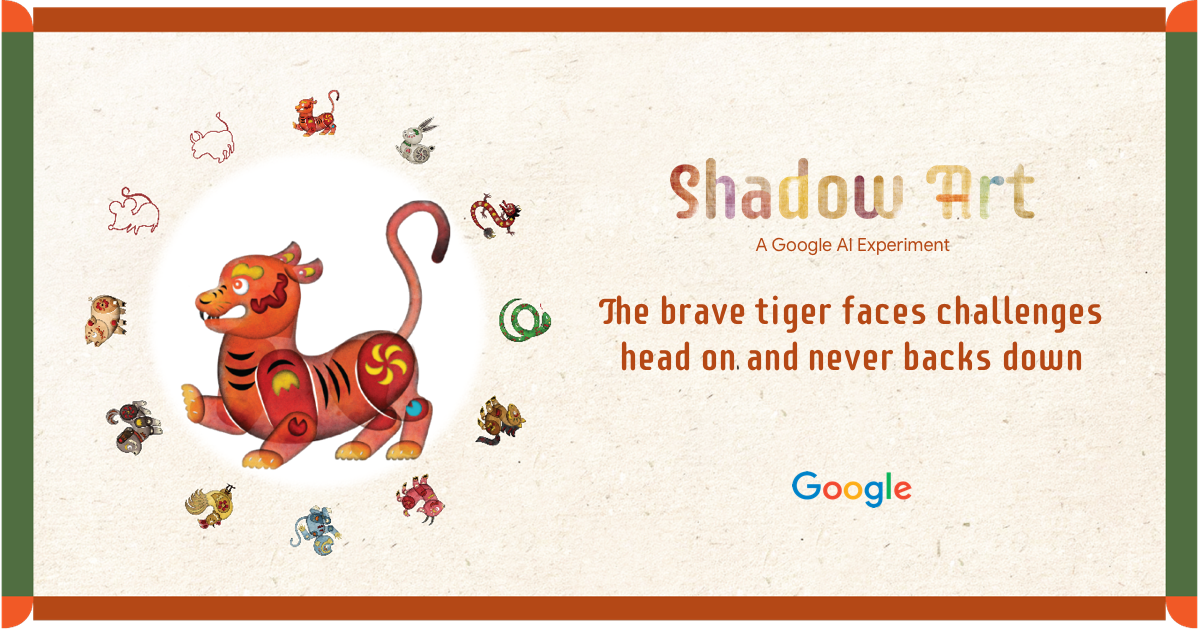 Shadow Art
A Google AI Experiment
The brave tiger faces challenges
head on, and never backs down
Google